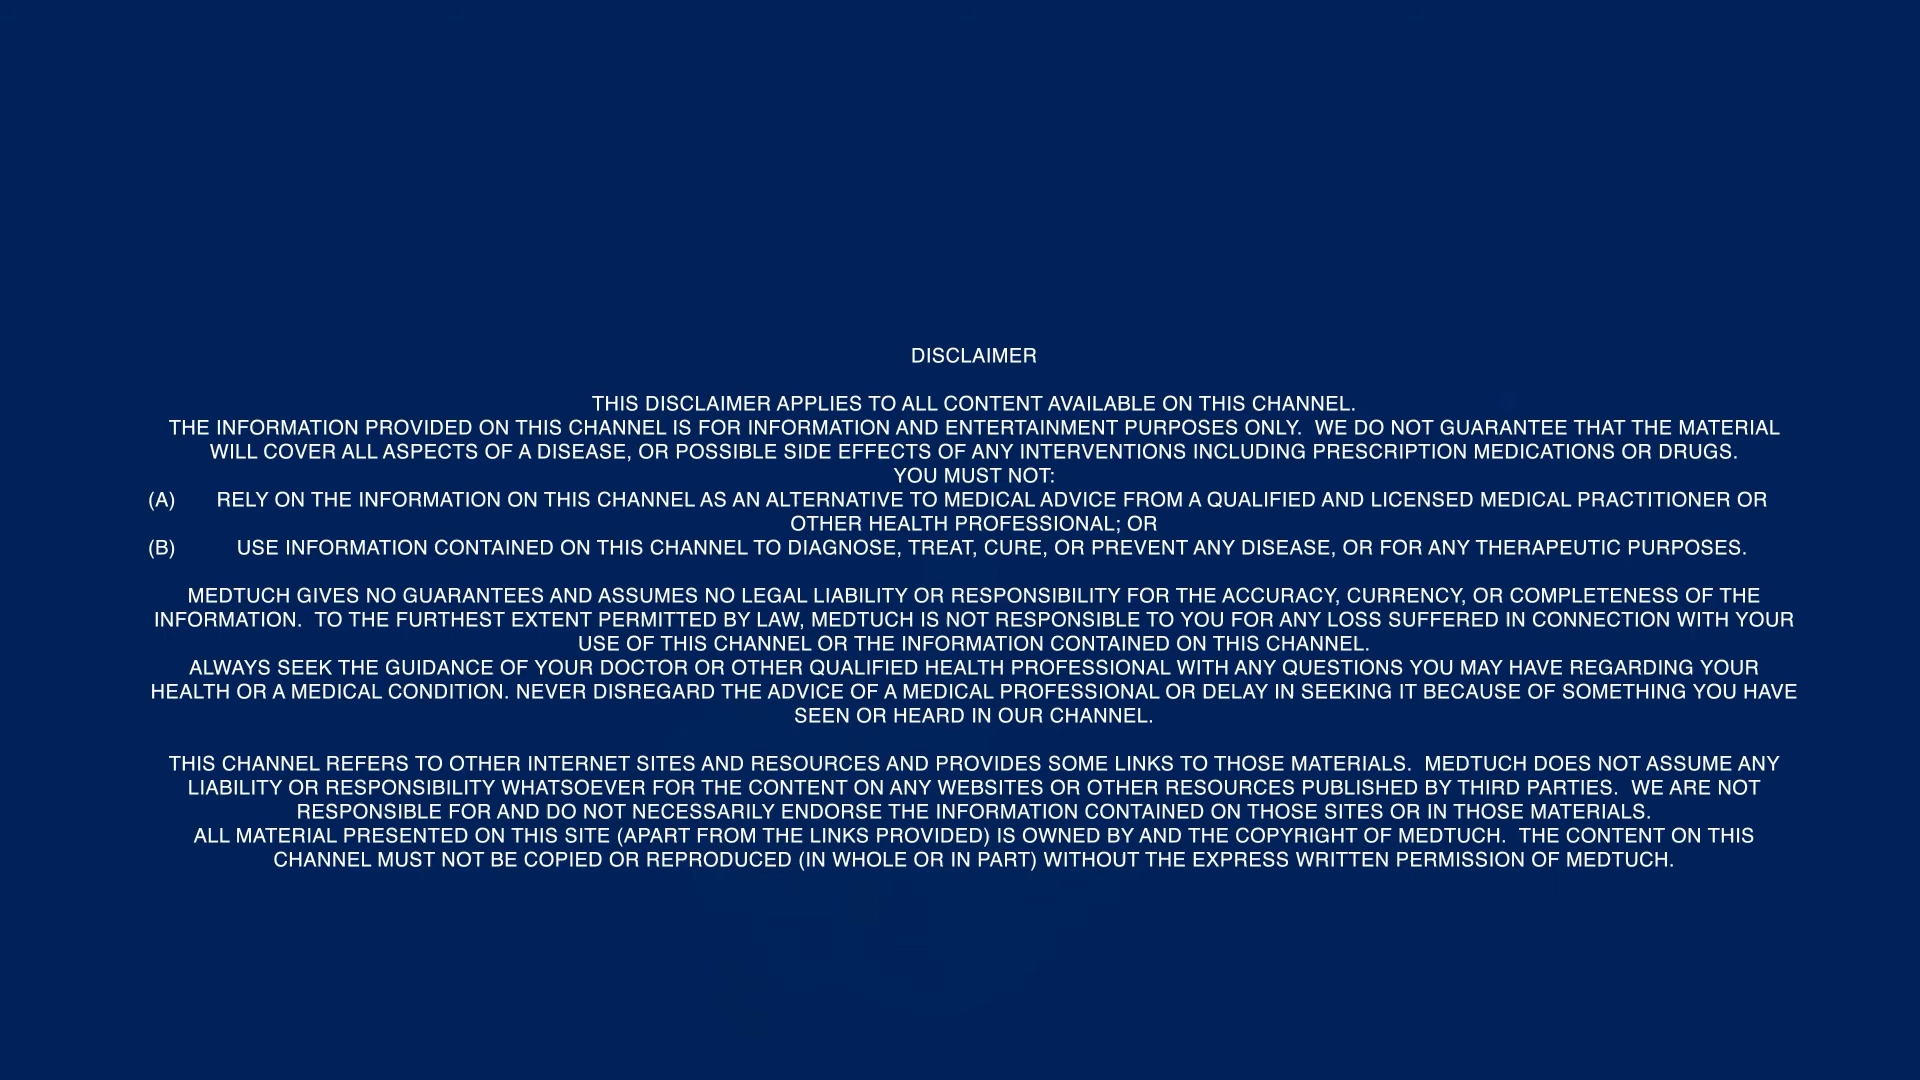 DISCLAIMER
THIS DISCLAIMER APPLIES TO ALL CONTENT AVAILABLE ON THIS CHANNEL.
THE INFORMATION PROVIDED ON THIS CHANNEL IS FOR INFORMATION AND ENTERTAINMENT PURPOSES ONLY.  WE DO NOT GUARANTEE THAT THE MATERIAL
WILL COVER ALL ASPECTS OF A DISEASE, OR POSSIBLE SIDE EFFECTS OF ANY INTERVENTIONS INCLUDING PRESCRIPTION MEDICATIONS OR DRUGS.
YOU MUST NOT:
(A) RELY ON THE INFORMATION ON THIS CHANNEL AS AN ALTERNATIVE TO MEDICAL ADVICE FROM A QUALIFIED AND LICENSED MEDICAL PRACTITIONER OR
OTHER HEALTH PROFESSIONAL; OR
(B) USE INFORMATION CONTAINED ON THIS CHANNEL TO DIAGNOSE, TREAT, CURE, OR PREVENT ANY DISEASE, OR FOR ANY THERAPEUTIC PURPOSES.
MEDTUCH GIVES NO GUARANTEES AND ASSUMES NO LEGAL LIABILITY OR RESPONSIBILITY FOR THE ACCURACY, CURRENCY, OR COMPLETENESS OF THE
INFORMATION.  TO THE FURTHEST EXTENT PERMITTED BY LAW, MEDTUCH IS NOT RESPONSIBLE TO YOU FOR ANY LOSS SUFFERED IN CONNECTION WITH YOUR
USE OF THIS CHANNEL OR THE INFORMATION CONTAINED ON THIS CHANNEL.
ALWAYS SEEK THE GUIDANCE OF YOUR DOCTOR OR OTHER QUALIFIED HEALTH PROFESSIONAL WITH ANY QUESTIONS YOU MAY HAVE REGARDING YOUR
HEALTH OR A MEDICAL CONDITION. NEVER DISREGARD THE ADVICE OF A MEDICAL PROFESSIONAL OR DELAY IN SEEKING IT BECAUSE OF SOMETHING YOU HAVE
SEEN OR HEARD IN OUR CHANNEL.
THIS CHANNEL REFERS TO OTHER INTERNET SITES AND RESOURCES AND PROVIDES SOME LINKS TO THOSE MATERIALS.  MEDTUCH DOES NOT ASSUME ANY
LIABILITY OR RESPONSIBILITY WHATSOEVER FOR THE CONTENT ON ANY WEBSITES OR OTHER RESOURCES PUBLISHED BY THIRD PARTIES.  WE ARE NOT
RESPONSIBLE FOR AND DO NOT NECESSARILY ENDORSE THE INFORMATION CONTAINED ON THOSE SITES OR IN THOSE MATERIALS.
ALL MATERIAL PRESENTED ON THIS SITE (APART FROM THE LINKS PROVIDED) IS OWNED BY AND THE COPYRIGHT OF MEDTUCH.  THE CONTENT ON THIS
CHANNEL MUST NOT BE COPIED OR REPRODUCED (IN WHOLE OR IN PART) WITHOUT THE EXPRESS WRITTEN PERMISSION OF MEDTUCH.